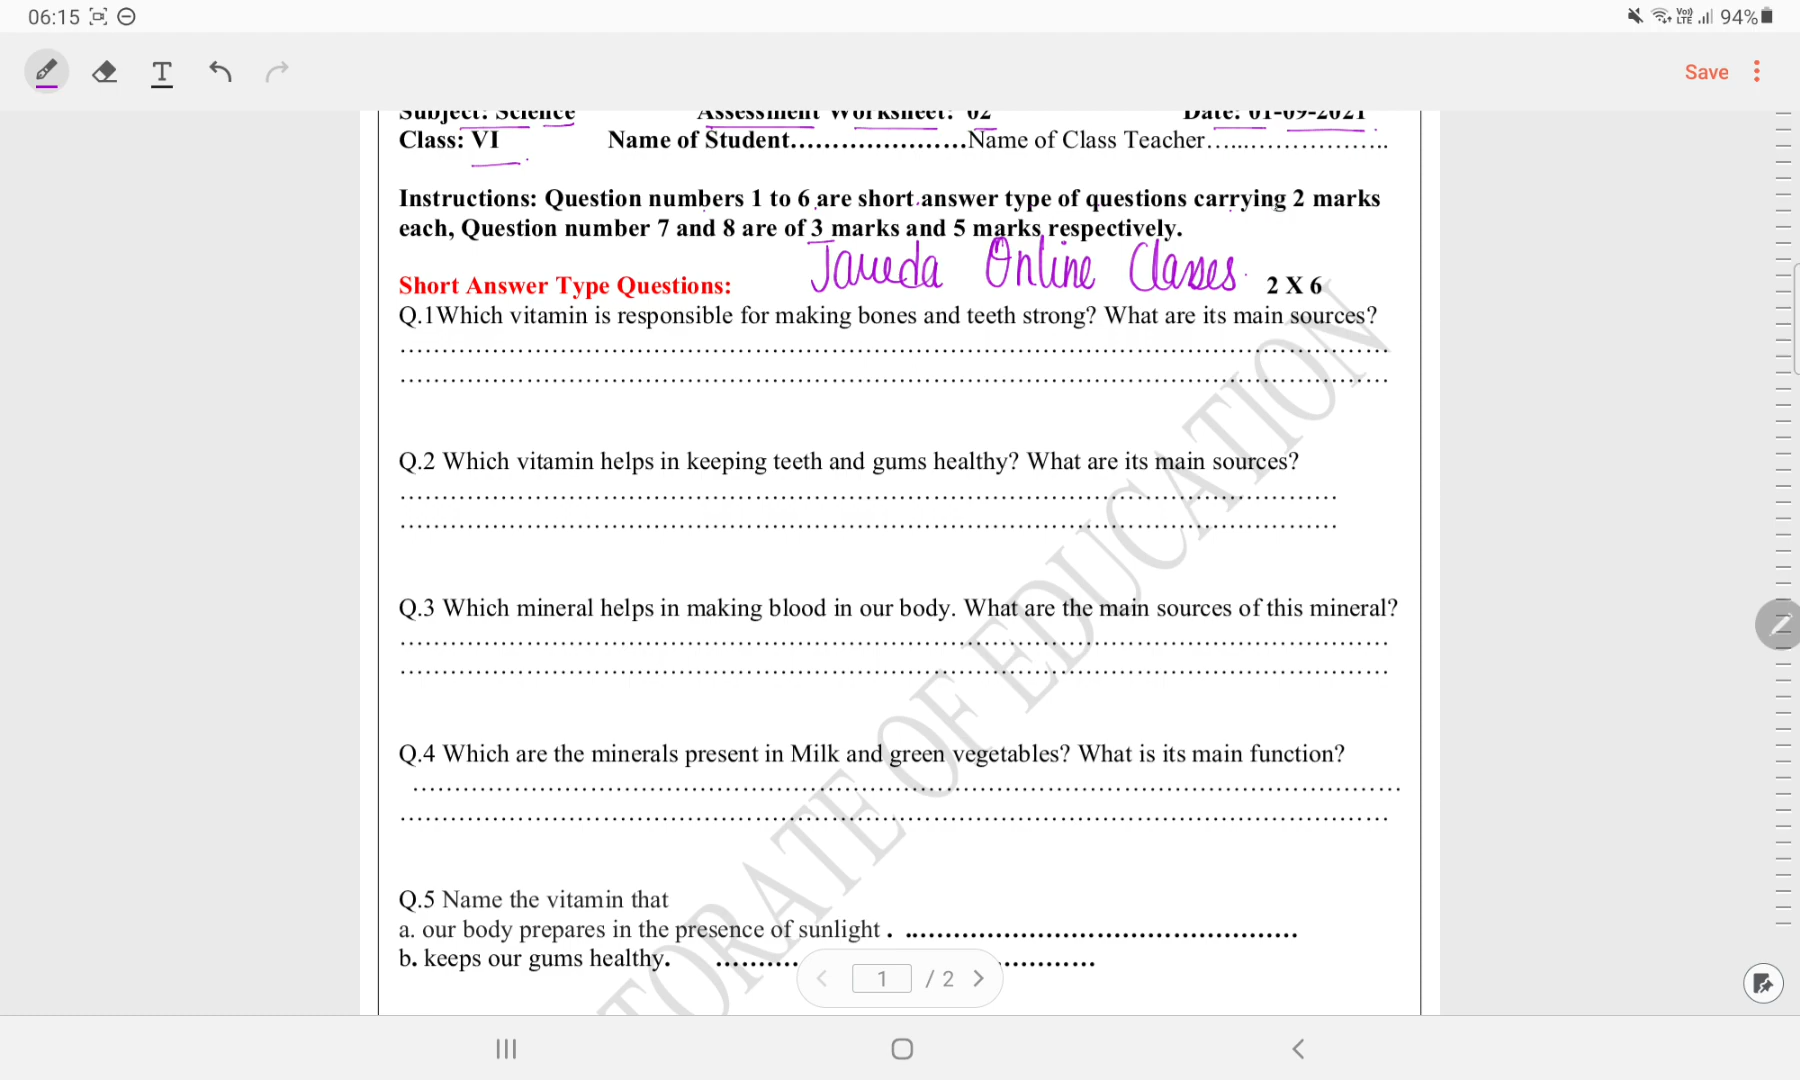 06:15
Vo))
LTE
94%
T
Save
Subject: Science Assessment Worksheet: 02 Date: 01-09-2021
Class: VI Name of Student.....................Name of Class Teacher......................
Instructions: Question numbers 1 to 6 are short answer type of questions carrying 2 marks
each, Question number 7 and 8 are of 3 marks and 5 marks respectively.
Online Classes
Short Answer Type Questions: 2 X 6
Q.1Which vitamin is responsible for making bones and teeth strong? What are its main sources?
Q.2 Which vitamin helps in keeping teeth and gums healthy? What are its main sources?
Q.3 Which mineral helps in making blood in our body. What are the main sources of this mineral?
Q.4 Which are the minerals present in Milk and green vegetables? What is its main function?
Q.5 Name the vitamin that
a. our body prepares in the presence of sunlight . ................................................
b. keeps our gums healthy. ......................
1 / 2
TORATE OF EDUCATION